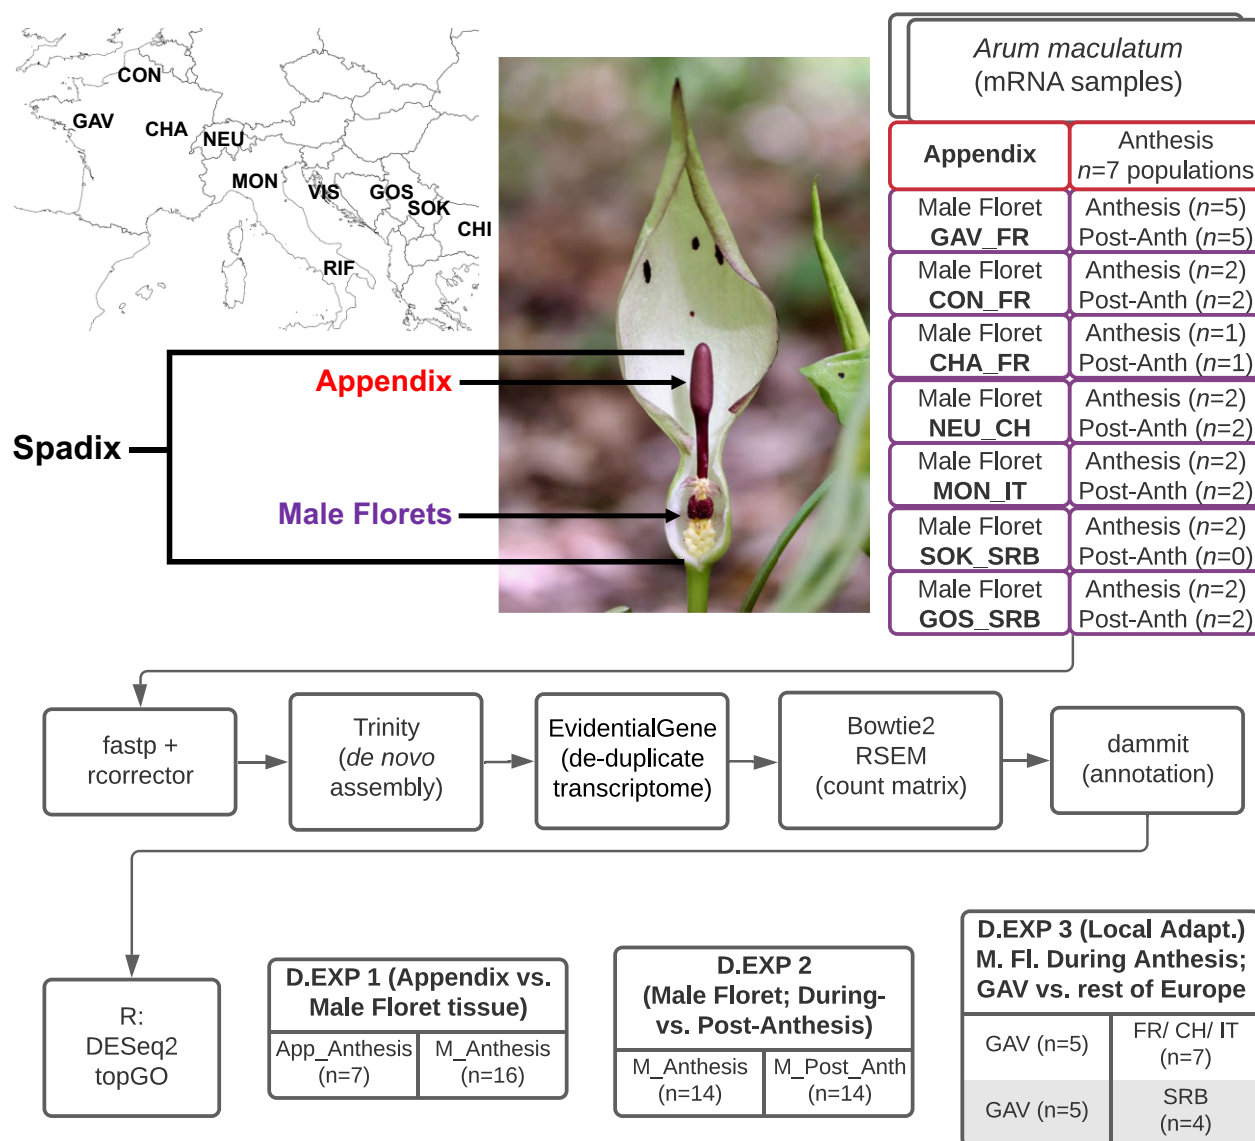 CON
GAV
CHA
NEU
MON
VIS
GOS
SOK
CHI
RIF
Appendix
Spadix
Male Florets
Arum maculatum
(mRNA samples)
Appendix
Anthesis
n=7 populations
Male Floret
GAV_FR
Anthesis (n=5)
Post-Anth (n=5)
Male Floret
CON_FR
Anthesis (n=2)
Post-Anth (n=2)
Male Floret
CHA_FR
Anthesis (n=1)
Post-Anth (n=1)
Male Floret
NEU_CH
Anthesis (n=2)
Post-Anth (n=2)
Male Floret
MON_IT
Anthesis (n=2)
Post-Anth (n=2)
Male Floret
SOK_SRB
Anthesis (n=2)
Post-Anth (n=0)
Male Floret
GOS_SRB
Anthesis (n=2)
Post-Anth (n=2)
fastp +
rcorrector
Trinity
(de novo
assembly)
EvidentialGene
(de-duplicate
transcriptome)
Bowtie2
RSEM
(count matrix)
dammit
(annotation)
R:
DESeq2
topGO
D.EXP 1 (Appendix vs.
Male Floret tissue)
App_Anthesis
(n=7)
M_Anthesis
(n=16)
D.EXP 2
(Male Floret; During-
vs. Post-Anthesis)
M_Anthesis
(n=14)
M_Post_Anth
(n=14)
D.EXP 3 (Local Adapt.)
M. Fl. During Anthesis;
GAV vs. rest of Europe
GAV (n=5)
FR/ CH/ IT
(n=7)
GAV (n=5)
SRB
(n=4)